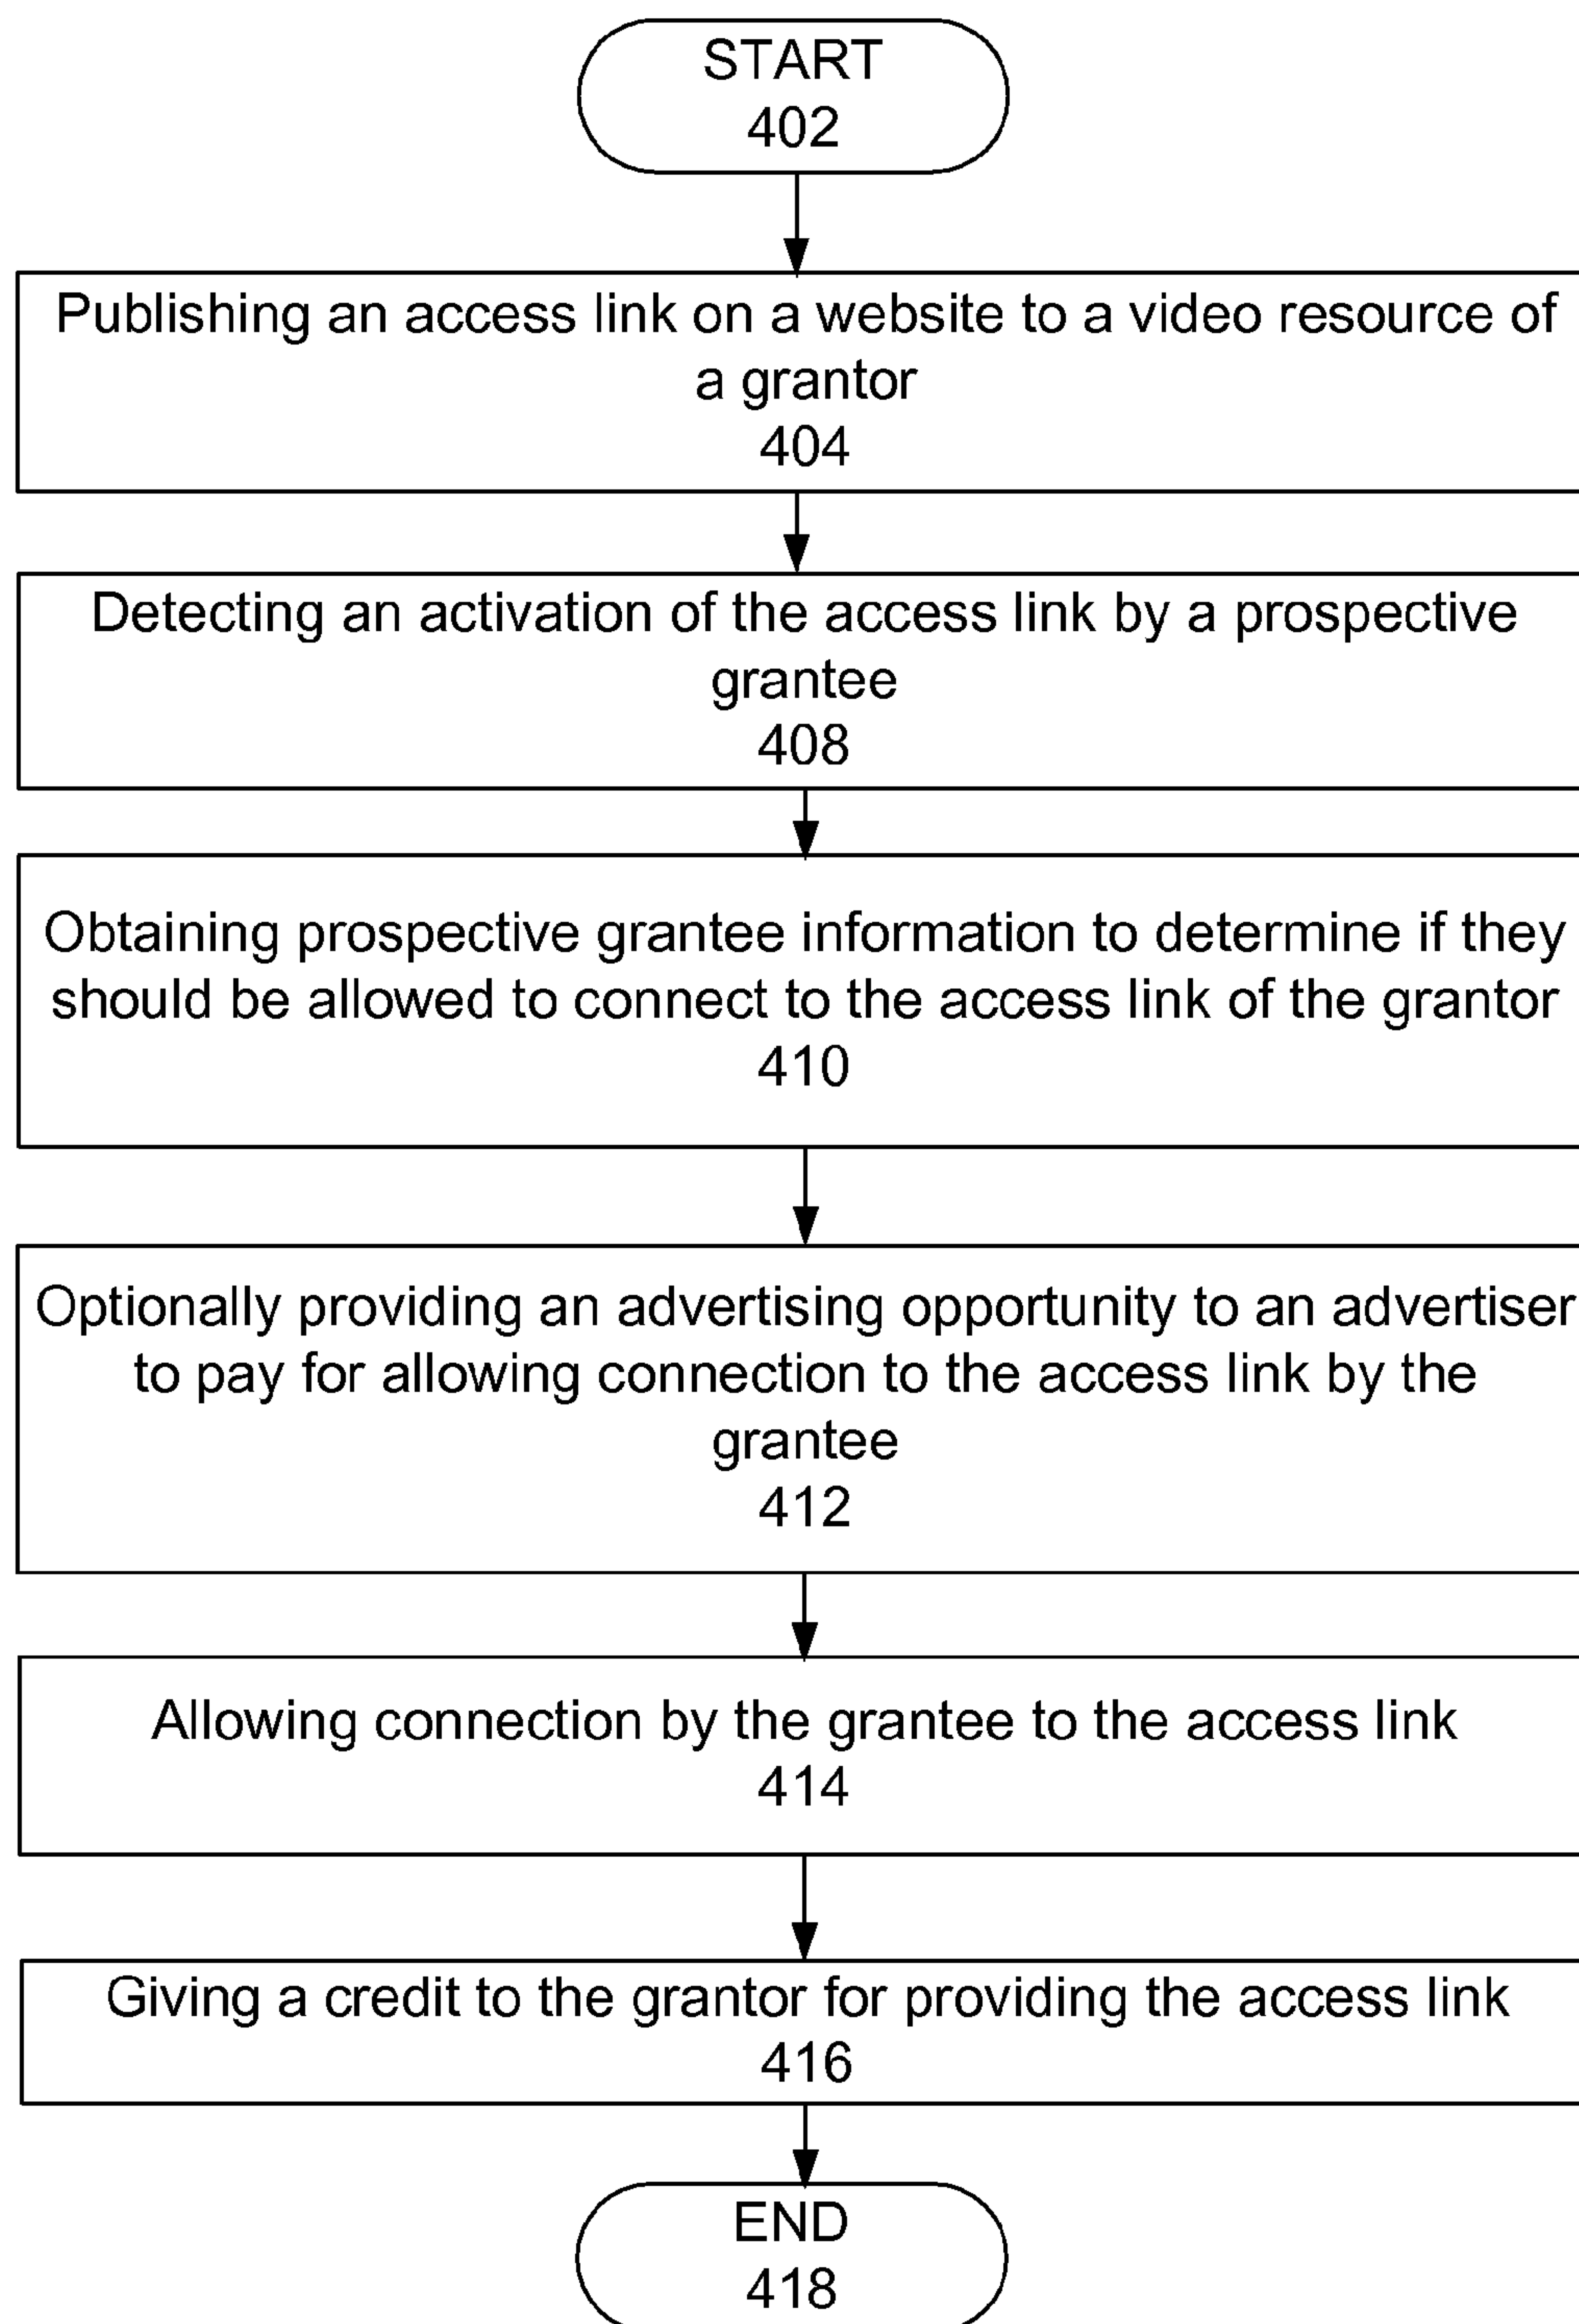 START
402
Publishing an access link on a website to a video resource of
a grantor
404
Detecting an activation of the access link by a prospective
grantee
408
Obtaining prospective grantee information to determine if they
should be allowed to connect to the access link of the grantor
410
Optionally providing an advertising opportunity to an advertiser
to pay for allowing connection to the access link by the
grantee
412
Allowing connection by the grantee to the access link
414
Giving a credit to the grantor for providing the access link
416
END
418